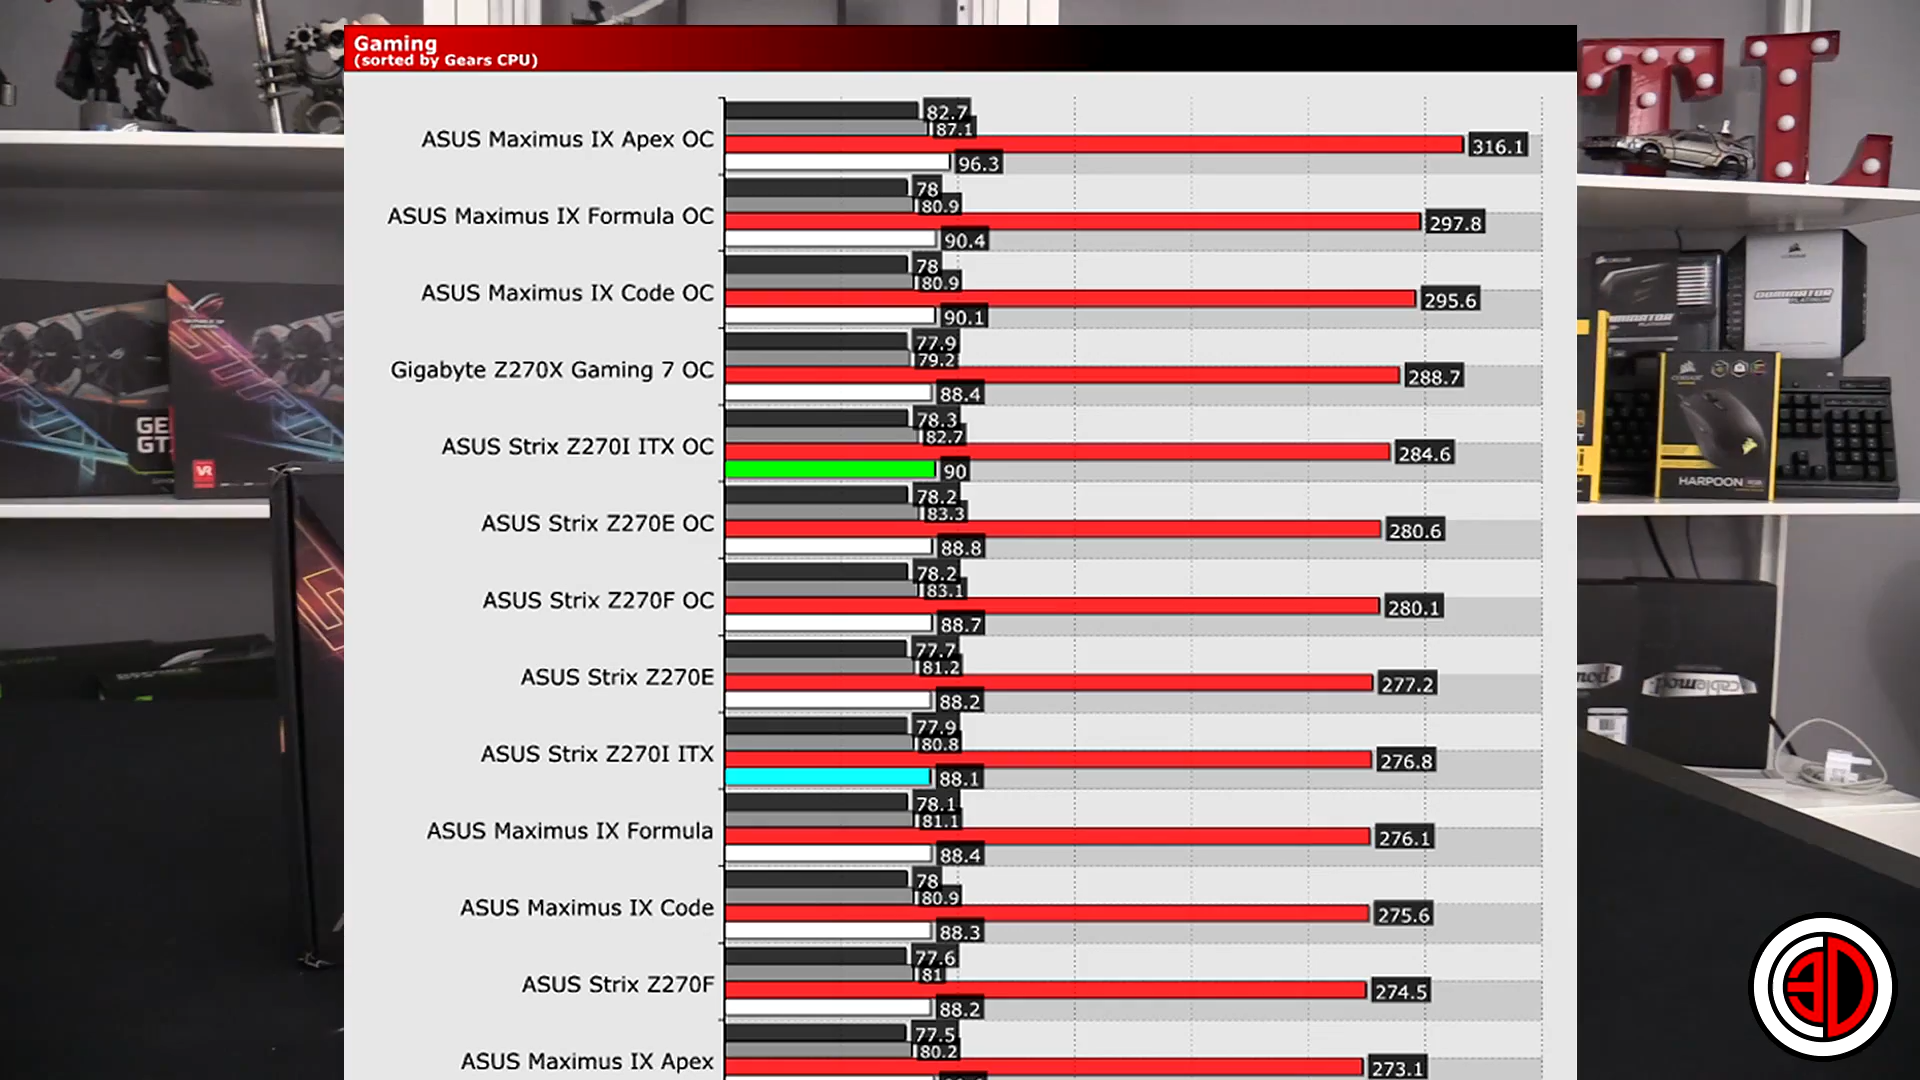 Gaming
(sorted by Gears CPU)
TL
82.7
87.1
ASUS Maximus IX Apex OC
316.1
96.3
78
80.9
ASUS Maximus IX Formula OC
297.8
90.4
78
80.9
ASUS Maximus IX Code OC
295.6
90.1
77.9
79.2
Gigabyte Z270X Gaming 7 OC
288.7
88.4
78.3
82.7
ASUS Strix Z270I ITX OC
284.6
90
78.2
83.3
ASUS Strix Z270E OC
280.6
88.8
78.2
83.1
ASUS Strix Z270F OC
280.1
88.7
77.7
81.2
ASUS Strix Z270E
277.2
88.2
77.9
80.8
ASUS Strix Z270I ITX
276.8
88.1
78.1
81.1
ASUS Maximus IX Formula
276.1
88.4
78
80.9
ASUS Maximus IX Code
275.6
88.3
77.6
81
ASUS Strix Z270F
274.5
88.2
77.5
80.2
ASUS Maximus IX Apex
273.1
GE
GT
VR
DOMINATOR
PLATINUM
HARPOON
cablemod